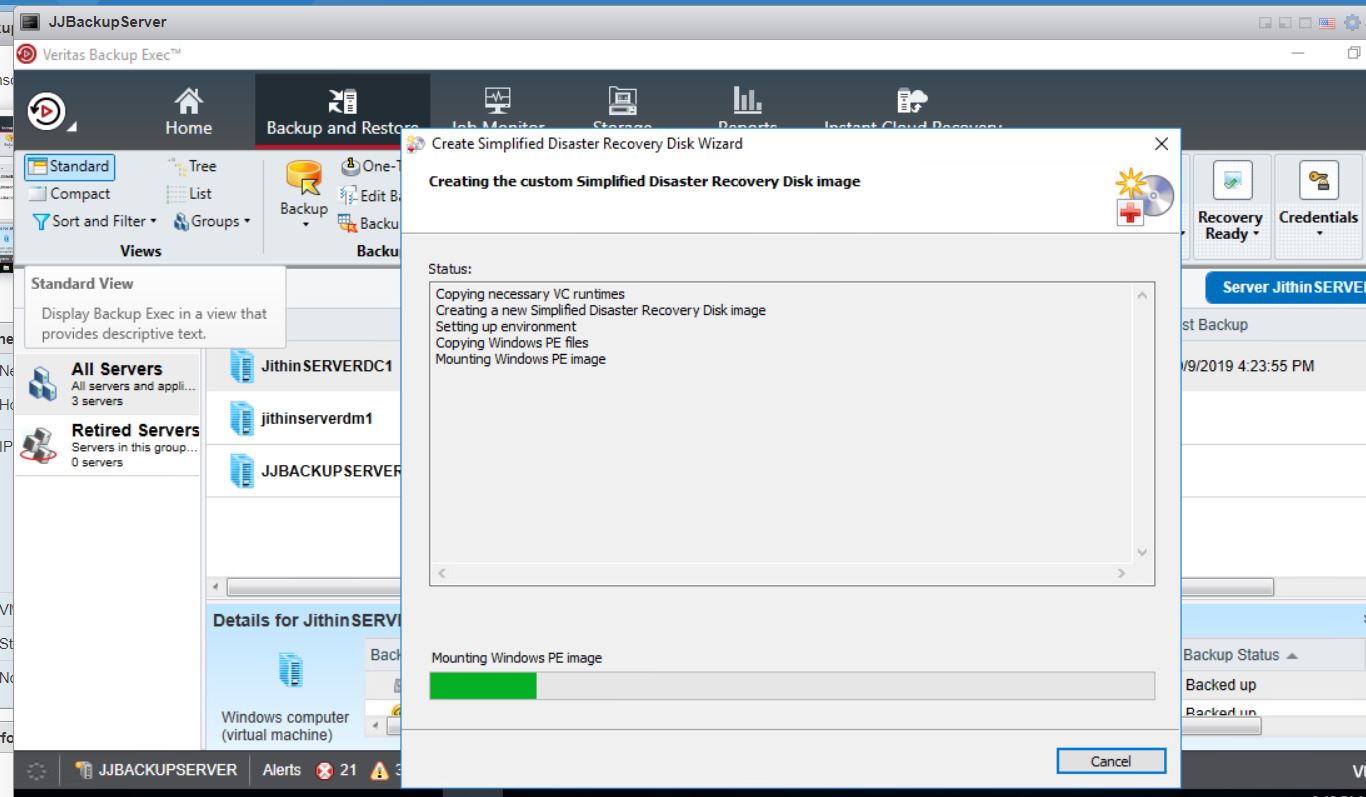 JJBackupServer
Veritas Backup Exec™
Home
Backup and Restore
Job Monitor
Storage
Reports
Instant Cloud Recovery
Create Simplified Disaster Recovery Disk Wizard
Creating the custom Simplified Disaster Recovery Disk image
Standard
Tree
Compact
List
Sort and Filter
Groups
Views
Backup
One-T
Edit Ba
Backu
Backu
Recovery
Ready
Credentials
Standard View
Display Backup Exec in a view that
provides descriptive text.
Server JithinSERVE
st Backup
All Servers
All servers and appli...
3 servers
Retired Servers
Servers in this group...
0 servers
JithinSERVERDC1
/9/2019 4:23:55 PM
jithinserverdm1
JJBACKUPSERVER
Status:
Copying necessary VC runtimes
Creating a new Simplified Disaster Recovery Disk image
Setting up environment
Copying Windows PE files
Mounting Windows PE image
Details for JithinSERV
Back
Windows computer
(virtual machine)
Mounting Windows PE image
Backup Status
Backed up
Backed up
Cancel
JJBACKUPSERVER
Alerts
21